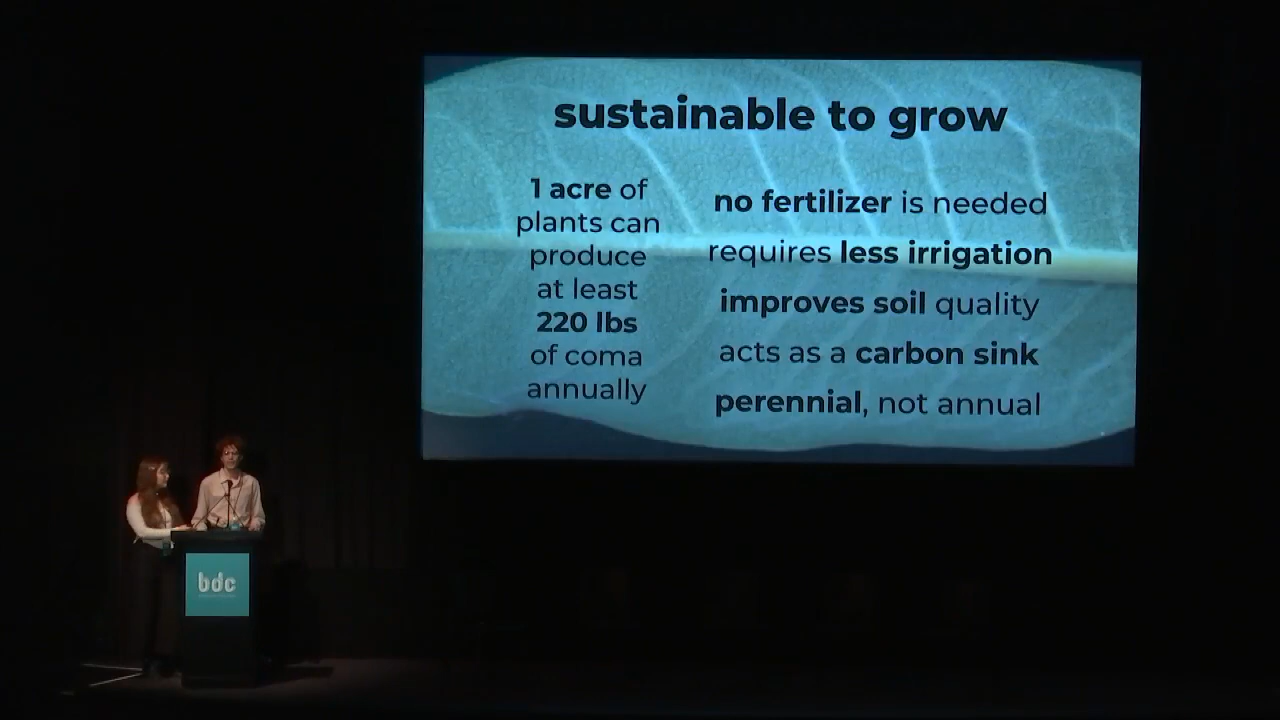 sustainable to grow
1 acre of
plants can
produce
at least
220 lbs
of coma
annually
no fertilizer is needed
requires less irrigation
improves soil quality
acts as a carbon sink
perennial, not annual
bdc